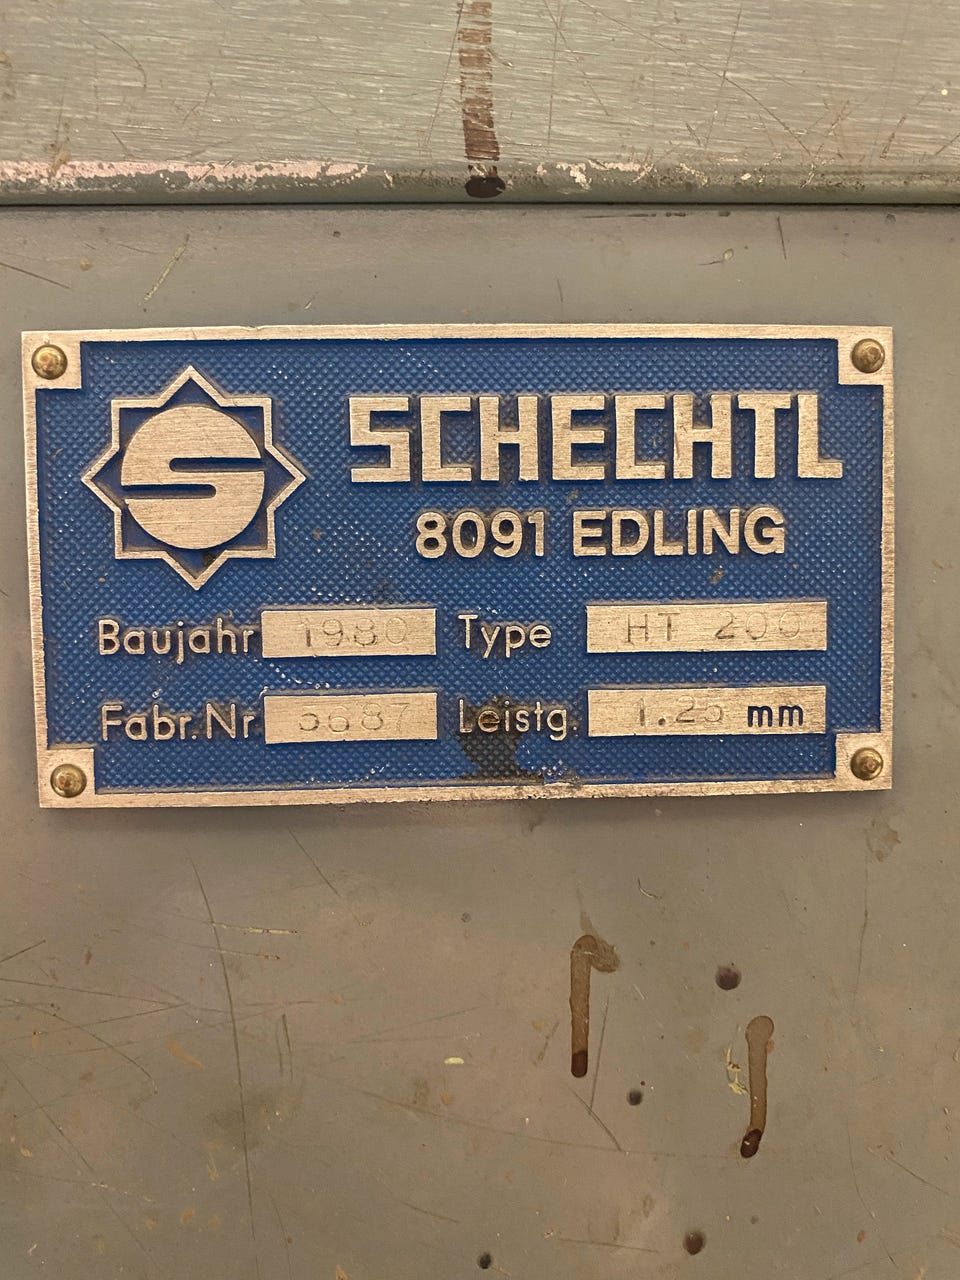 SCHECHTL
8091 EDLING
Baujahr 1980 Type HT 200
Fabr. Nr 5687 Leistg. 1.25 mm